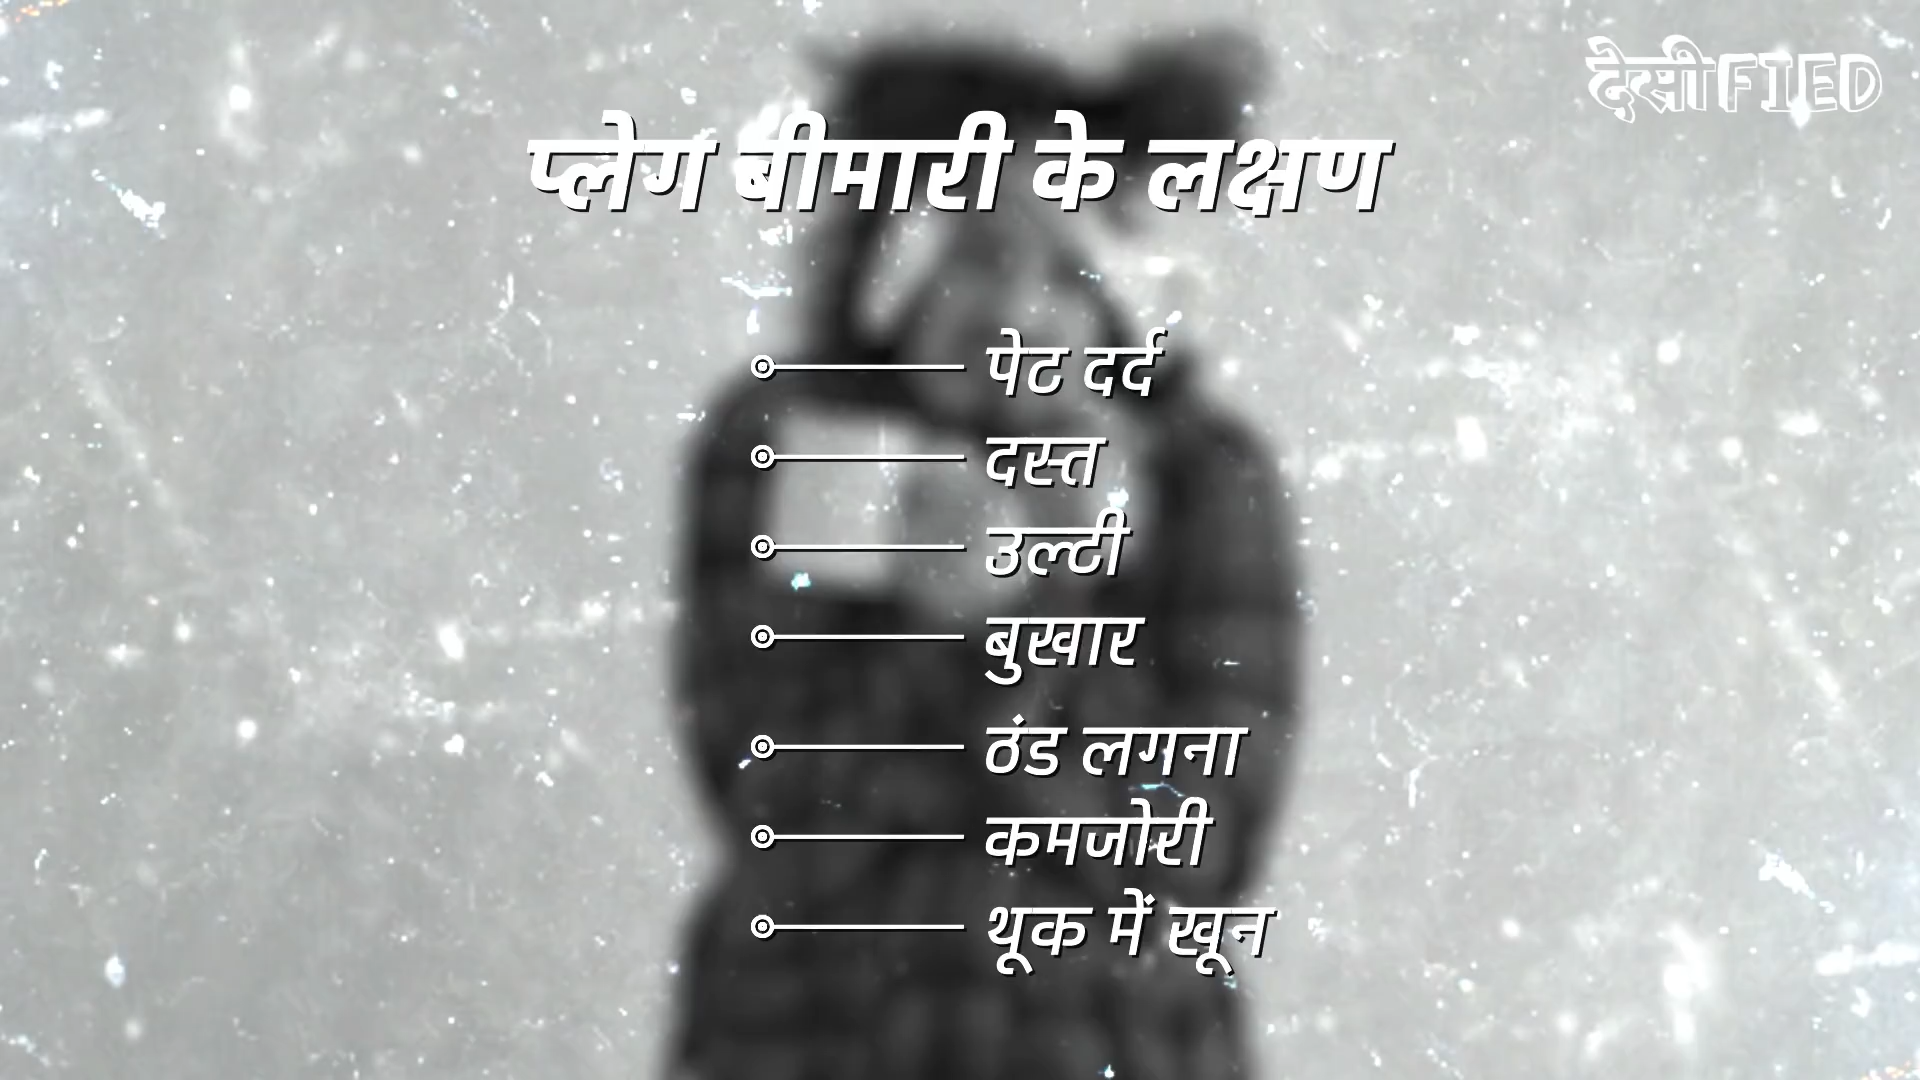 देसीFIED
प्लेग बीमारी के लक्षण
पेट दर्द
दस्त
उल्टी
बुखार
ठंड लगना
कमजोरी
थूक में खून